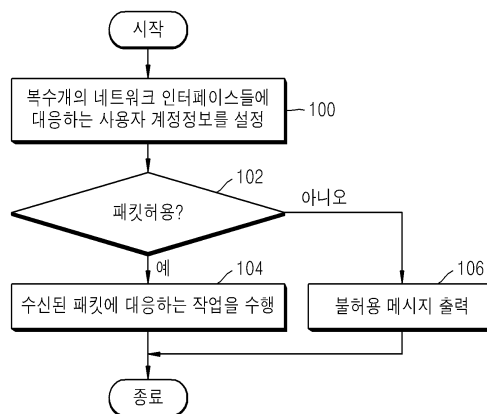 시작
복수개의 네트워크 인터페이스들에
대응하는 사용자 계정정보를 설정
100
102
패킷허용?
아니오
예
104
수신된 패킷에 대응하는 작업을 수행
106
불허용 메시지 출력
종료